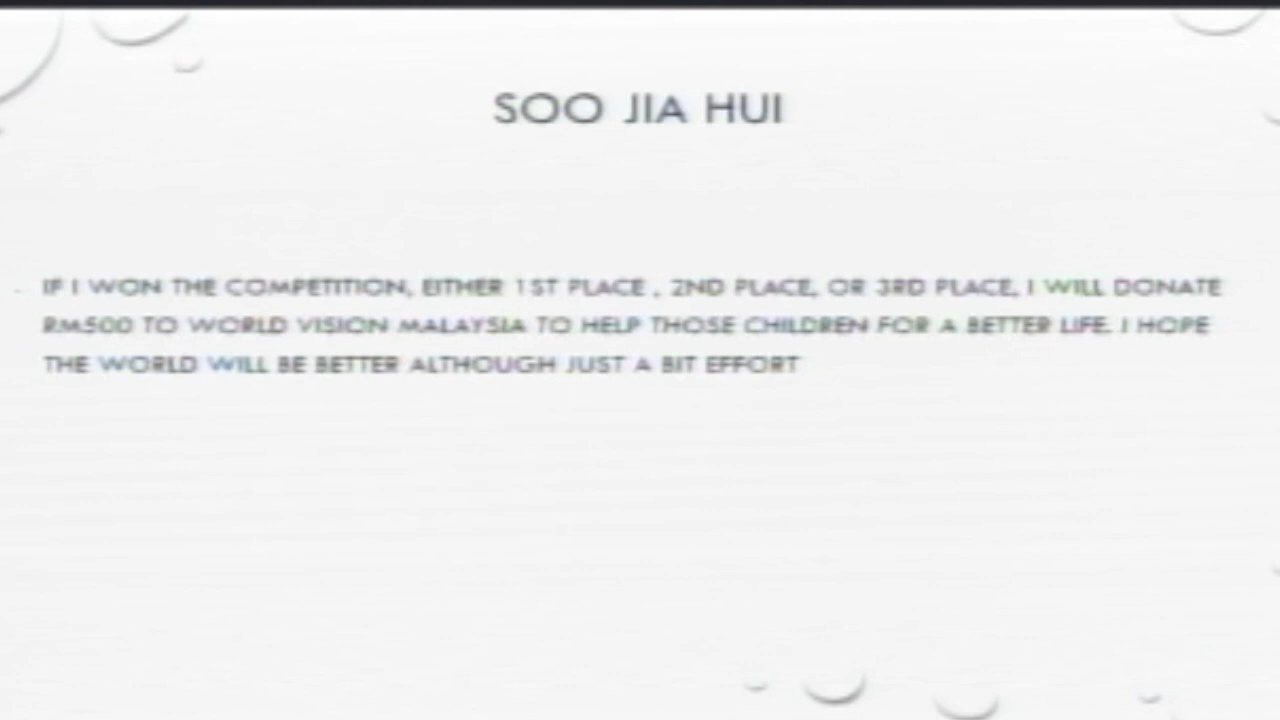 SOO JIA HUI
IF I WON THE COMPETITION, EITHER 1ST PLACE , 2ND PLACE, OR 3RD PLACE, I WILL DONATE
RM500 TO WORLD VISION MALAYSIA TO HELP THOSE CHILDREN FOR A BETTER LIFE. I HOPE
THE WORLD WILL BE BETTER ALTHOUGH JUST A BIT EFFORT